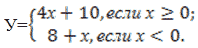 У={4x + 10, если x ≥ 0;
8 + x, если x < 0.